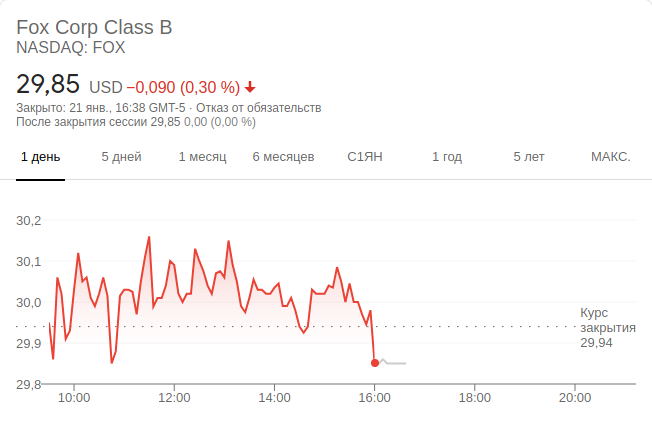 Fox Corp Class B
NASDAQ: FOX
29,85 USD −0,090 (0,30 %)
Закрыто: 21 янв., 16:38 GMT-5 · Отказ от обязательств
После закрытия сессии 29,85 0,00 (0,00 %)
1 день 5 дней 1 месяц 6 месяцев С1ЯН 1 год 5 лет МАКС.
30,2
30,1
30,0
29,9
29,8
Курс
закрытия
29,94
10:00 12:00 14:00 16:00 18:00 20:00